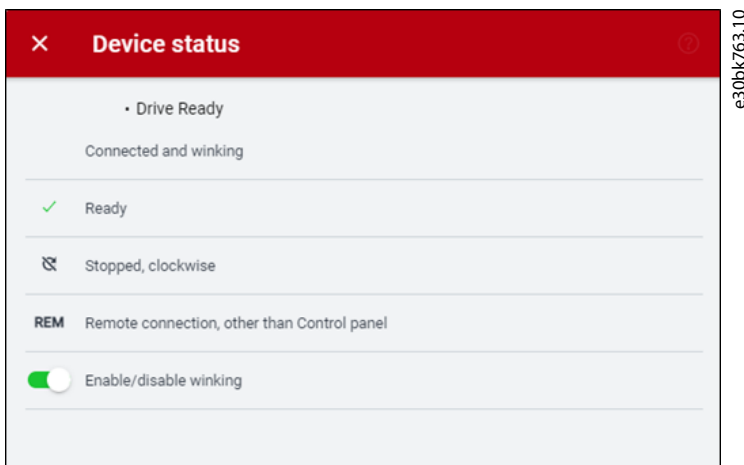 Device status
• Drive Ready
Connected and winking
Ready
Stopped, clockwise
REM Remote connection, other than Control panel
Enable/disable winking
e30bk763.10